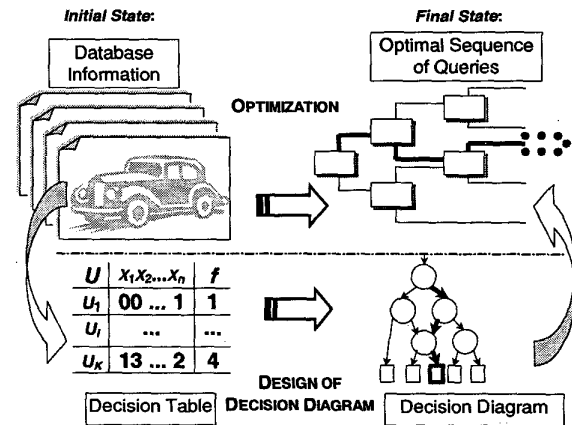 Initial State:
Final State:
Database
Information
Optimal Sequence
of Queries
OPTIMIZATION
U x1x2...xn f
u1 00 ... 1 1
ui ... ...
uK 13 ... 2 4
DESIGN OF
DECISION DIAGRAM
Decision Table
Decision Diagram